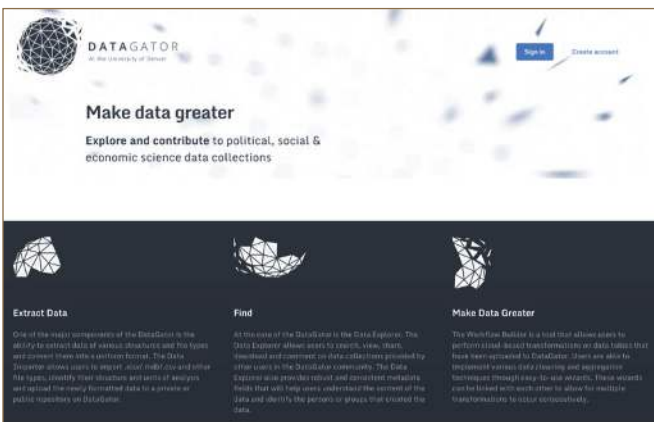 DATAGATOR
At the University of Denver
Sign in
Create account
Make data greater
Explore and contribute to political, social &
economic science data collections
Extract Data
One of the major components of the DataGator is the
ability to extract data of various structures and file types
and convert them into a uniform format. The Data
Importer allows users to import .xlsx/.mdb/.csv and other
file types, identify their structure and units of analysis
and upload the newly formatted data to a private or
public repository on DataGator.
Find
At the core of the DataGator is the Data Explorer. The
Data Explorer allows users to search, view, share,
download and comment on data collections provided by
other users in the DataGator community. The Data
Explorer also provides robust and consistent metadata
fields that will help users understand the content of the
data and identify the persons or groups that created the
data.
Make Data Greater
The Workflow Builder is a tool that allows users to
perform cloud-based transformations on data tables that
have been uploaded to DataGator. Users are able to
implement various data cleaning and aggregation
techniques through easy-to-use wizards. These wizards
can be linked with each other to allow for multiple
transformations to occur consecutively.